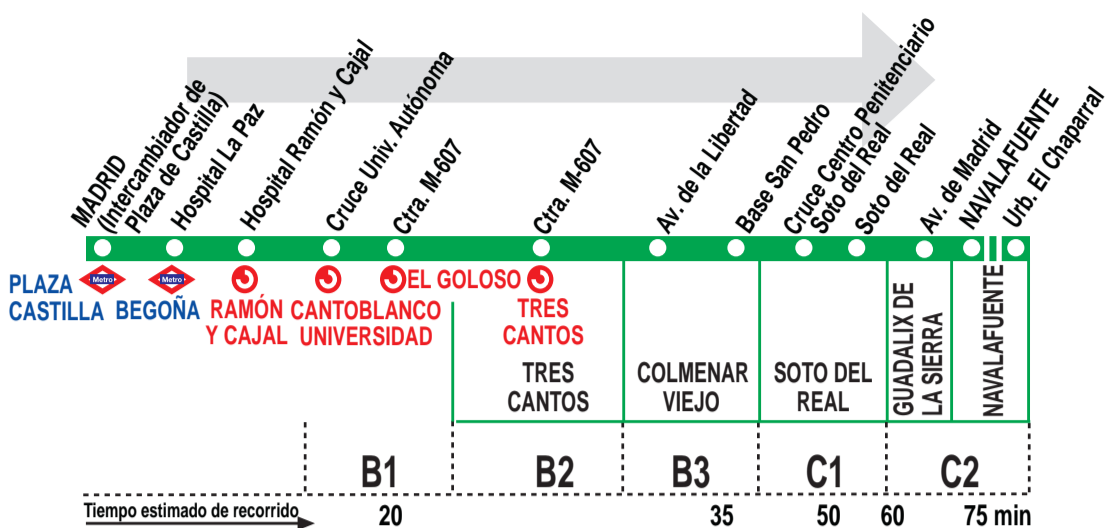 MADRID
(Intercambiador de
Plaza de Castilla)
Hospital La Paz
Hospital Ramón y Cajal
Cruce Univ. Autónoma
Ctra. M-607
Ctra. M-607
Av. de la Libertad
Base San Pedro
Cruce Centro Penitenciario
Soto del Real
Soto del Real
Av. de Madrid
NAVALAFUENTE
Urb. El Chaparral
PLAZA
CASTILLA
Metro
Metro
BEGOÑA
RAMÓN
Y CAJAL
CANTOBLANCO
UNIVERSIDAD
EL GOLOSO
TRES
CANTOS
TRES
CANTOS
COLMENAR
VIEJO
SOTO DEL
REAL
GUADALIX DE
LA SIERRA
NAVALAFUENTE
B1
B2
B3
C1
C2
Tiempo estimado de recorrido
20
35
50
60
75 min